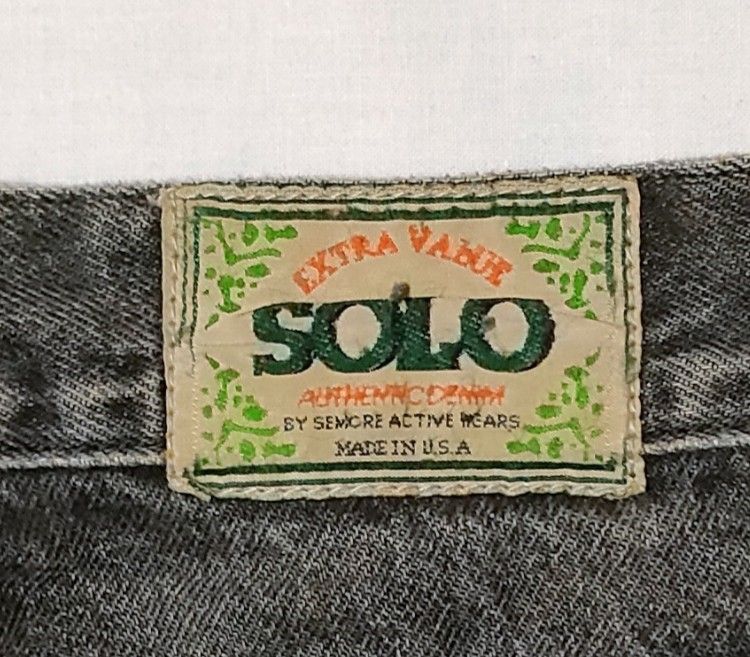 EXTRA VALUE
SOLO
AUTHENTIC DENIM
BY SEMORE ACTIVE WEARS
MADE IN U.S.A